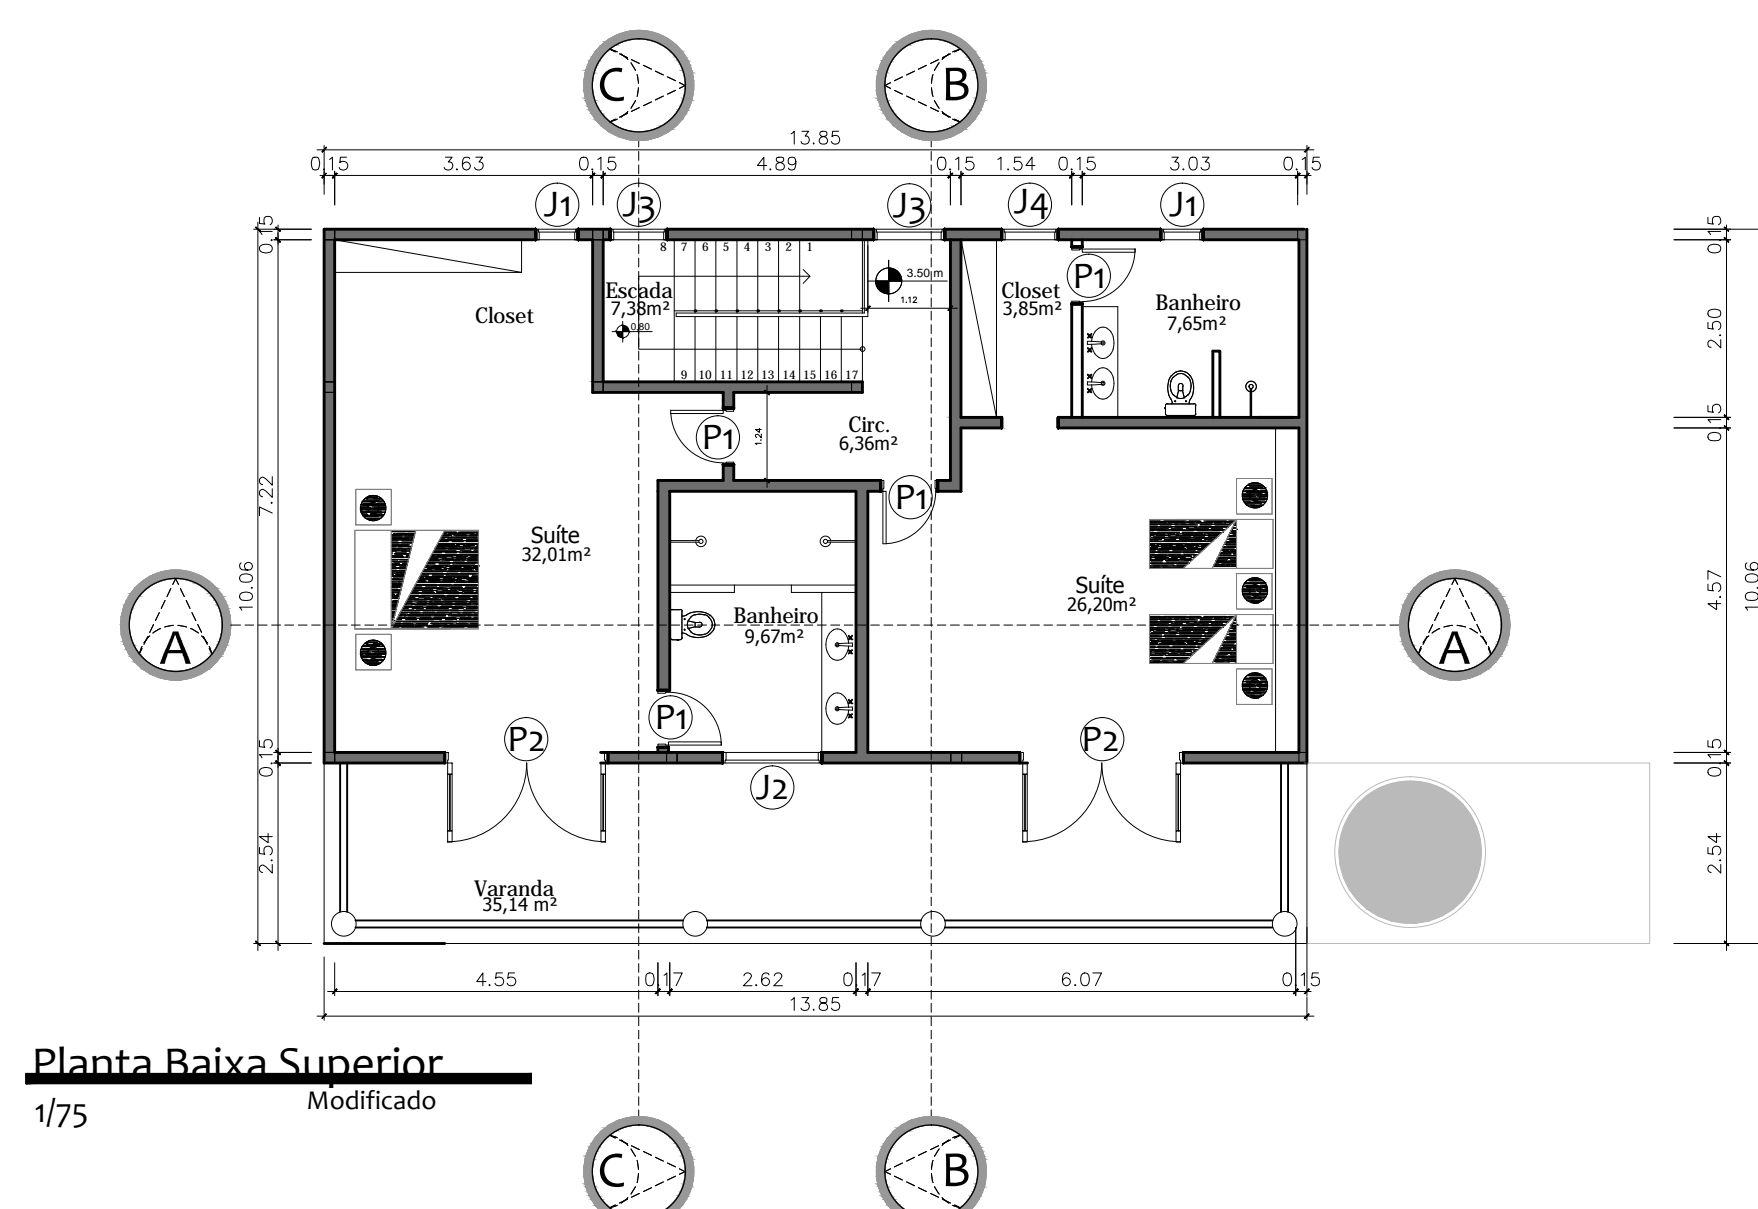 C
B
13.85
0.15
3.63
0.15
4.89
0.15
1.54
0.15
3.03
0.15
J1
J3
J3
J4
J1
0.15
0.15
8
7
6
5
4
3
2
1
P1
3.50 m
1.12
Escada
7,38m²
0,80
Closet
Closet
3,85m²
Banheiro
7,65m²
2.50
9
10
11
12
13
14
15
16
17
P1
1.24
Circ.
6,36m²
0.15
7.22
P1
Suíte
32,01m²
10.06
A
Banheiro
9,67m²
Suíte
26,20m²
4.57
10.06
A
P1
P2
P2
0.15
0.15
J2
2.54
2.54
Varanda
35,14 m²
4.55
0.17
2.62
0.17
6.07
0.15
13.85
Planta Baixa Superior
Modificado
1/75
C
B